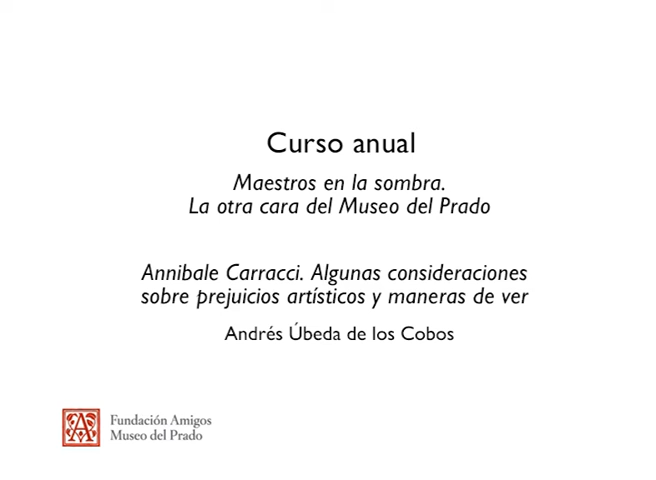 Curso anual
Maestros en la sombra.
La otra cara del Museo del Prado
Annibale Carracci. Algunas consideraciones
sobre prejuicios artísticos y maneras de ver
Andrés Úbeda de los Cobos
A
Fundación Amigos
Museo del Prado